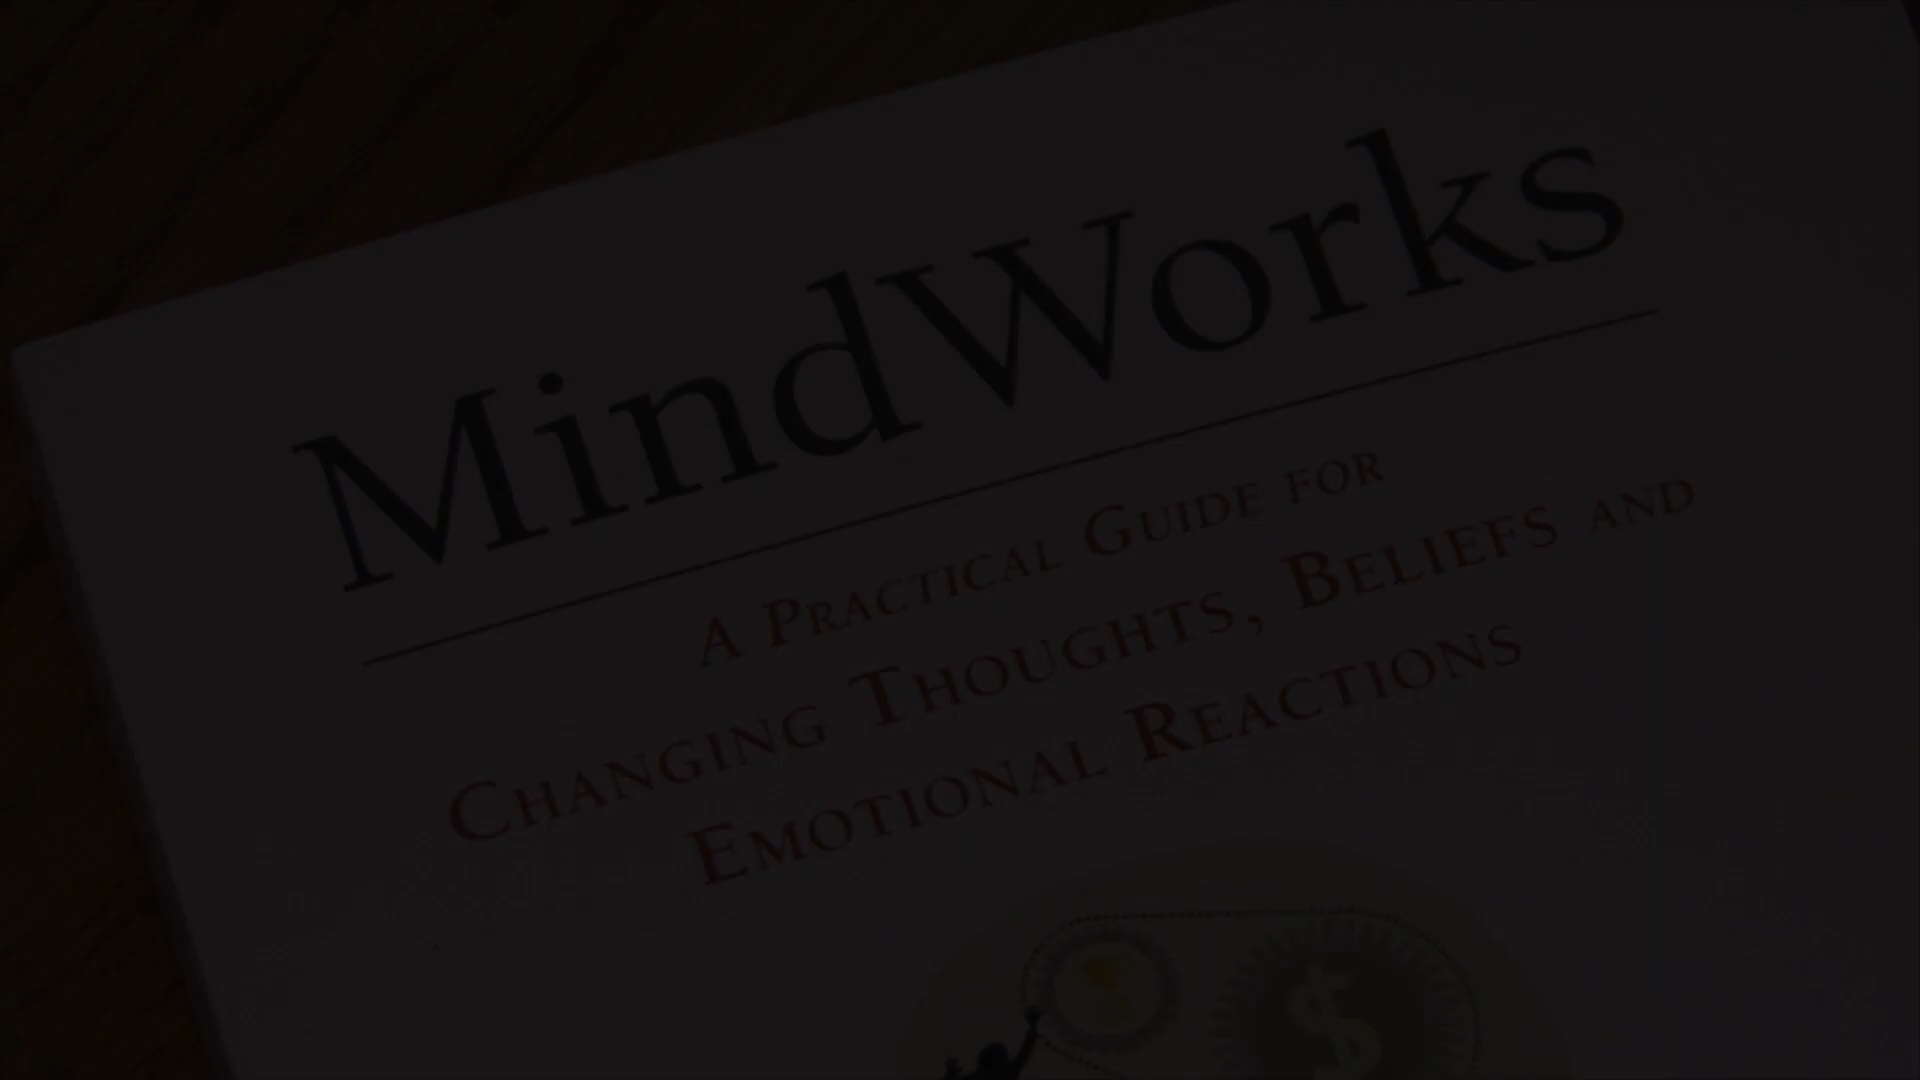 MindWorks
A Practical Guide for
Changing Thoughts, Beliefs and
Emotional Reactions
$